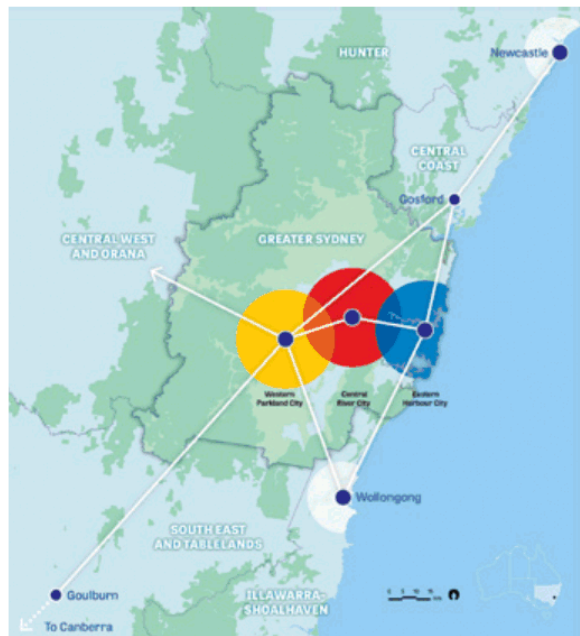 HUNTER
Newcastle
CENTRAL
COAST
Gosford
CENTRAL WEST
AND ORANA
GREATER SYDNEY
Western
Parkland City
Central
River City
Eastern
Harbour City
Wollongong
SOUTH EAST
AND TABLELANDS
Goulburn
ILLAWARRA-
SHOALHAVEN
To Canberra